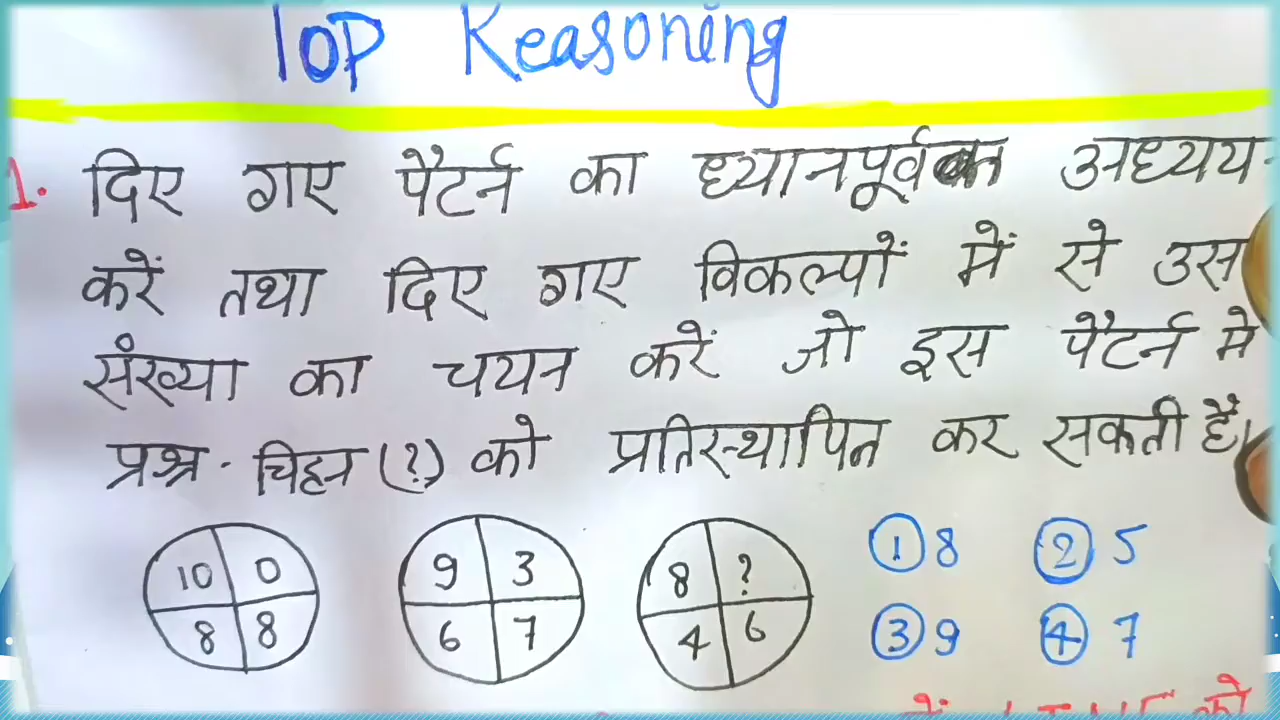 Top Reasoning
1. दिए गए पैटर्न का ध्यानपूर्वक अध्यय
करें तथा दिए गए विकल्पों में से उस
संख्या का चयन करें जो इस पैटर्न मे
प्रश्न - चिह्न (?) को प्रतिस्थापित कर सकती है।
10 0 9 3 8 ? ① 8 ② 5
8 8 6 7 4 6 ③ 9 ④ 7
को